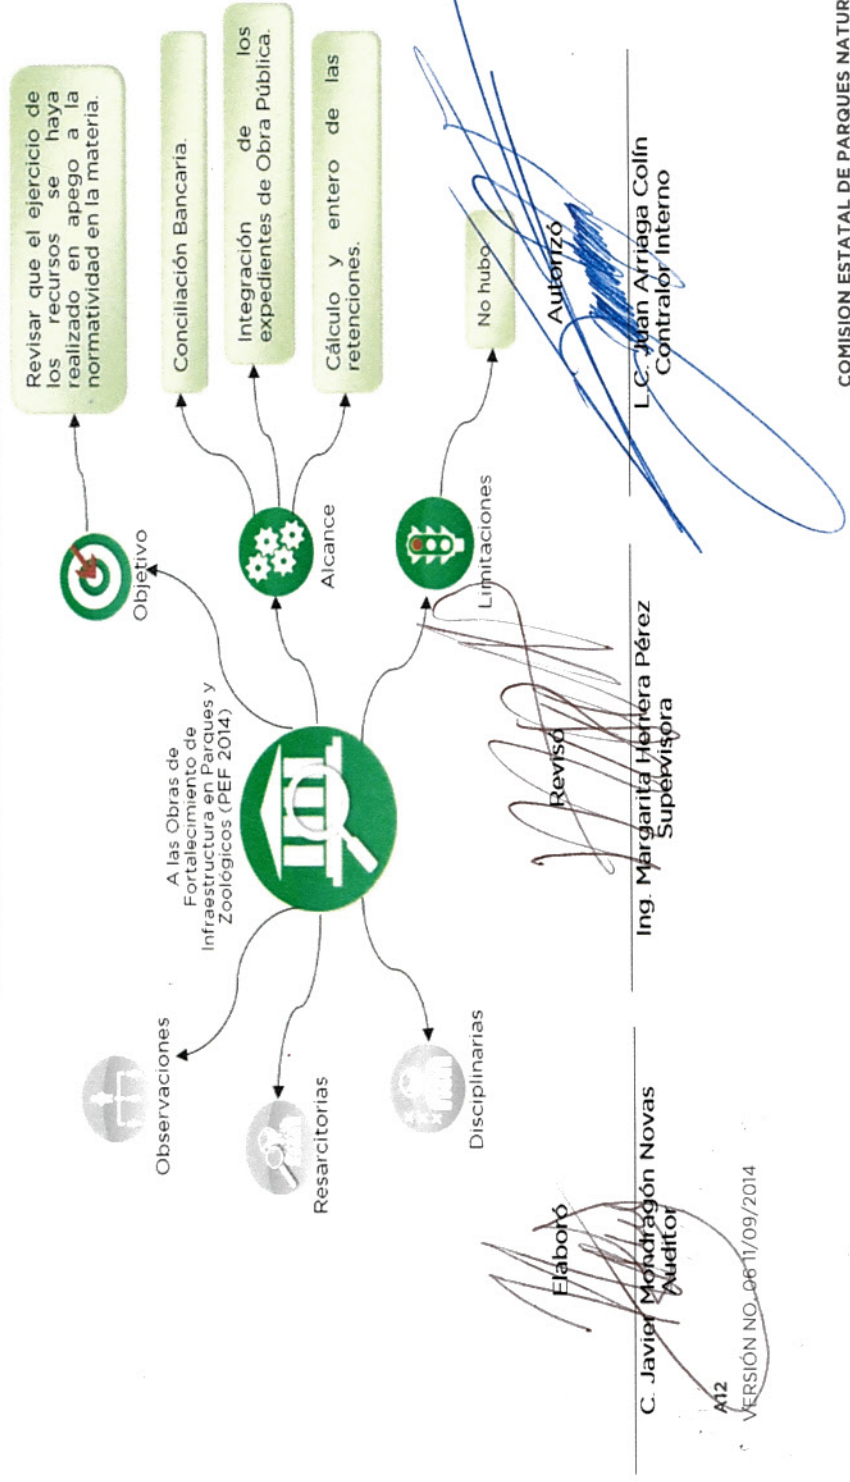 A las Obras de
Fortalecimiento de
Infraestructura en Parques y
Zoológicos (PEF 2014)
Objetivo
Revisar que el ejercicio de
los recursos se haya
realizado en apego a la
normatividad en la materia.
Alcance
Conciliación Bancaria.
Integración de los
expedientes de Obra Pública.
Cálculo y entero de las
retenciones.
Limitaciones
No hubo.
Observaciones
Resarcitorias
Disciplinarias
Elaboró
C. Javier Mondragón Novas
Auditor
Revisó
Ing. Margarita Herrera Pérez
Supervisora
Autorizó
L.C. Juan Arriaga Colín
Contralor Interno
A12
VERSIÓN NO. 06 11/09/2014
COMISION ESTATAL DE PARQUES NATUR